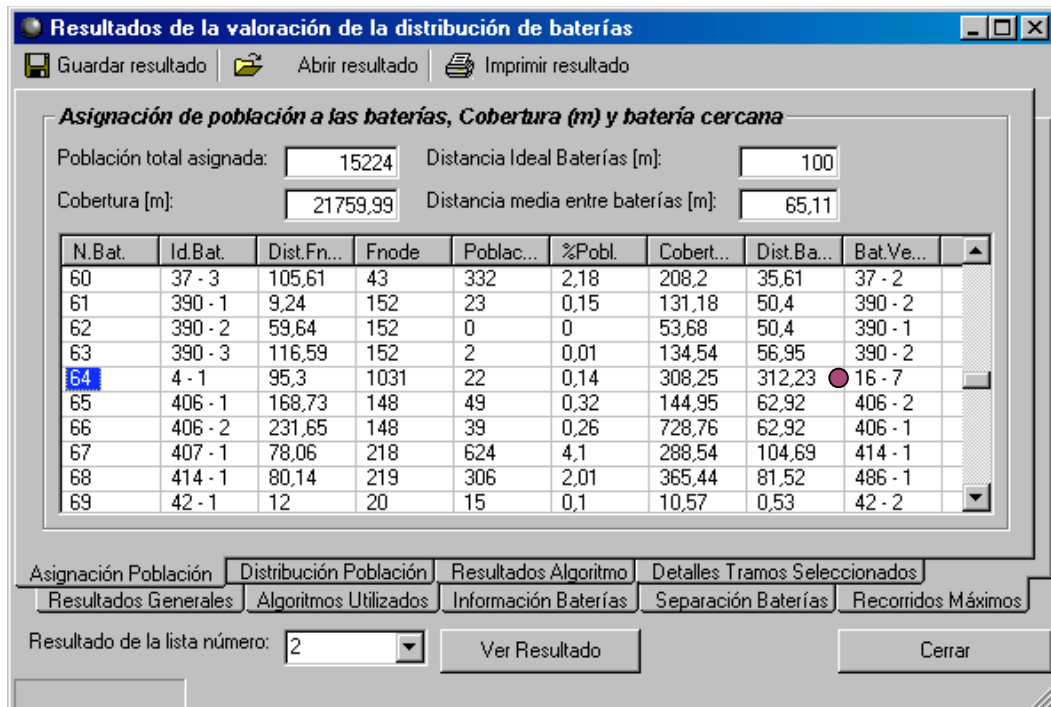 Resultados de la valoración de la distribución de baterías
Guardar resultado Abrir resultado Imprimir resultado
Asignación de población a las baterías, Cobertura (m) y batería cercana
Población total asignada: 15224 Distancia Ideal Baterías [m]: 100
Cobertura [m]: 21759,99 Distancia media entre baterías [m]: 65,11
N.Bat. Id.Bat. Dist.Fn... Fnode Poblac... %Pobl. Cobert... Dist.Ba... Bat.Ve...
60 37 - 3 105,61 43 332 2,18 208,2 35,61 37 - 2
61 390 - 1 9,24 152 23 0,15 131,18 50,4 390 - 2
62 390 - 2 59,64 152 0 0 53,68 50,4 390 - 1
63 390 - 3 116,59 152 2 0,01 134,54 56,95 390 - 2
64 4 - 1 95,3 1031 22 0,14 308,25 312,23 16 - 7
65 406 - 1 168,73 148 49 0,32 144,95 62,92 406 - 2
66 406 - 2 231,65 148 39 0,26 728,76 62,92 406 - 1
67 407 - 1 78,06 218 624 4,1 288,54 104,69 414 - 1
68 414 - 1 80,14 219 306 2,01 365,44 81,52 486 - 1
69 42 - 1 12 20 15 0,1 10,57 0,53 42 - 2
Asignación Población Distribución Población Resultados Algoritmo Detalles Tramos Seleccionados
Resultados Generales Algoritmos Utilizados Información Baterías Separación Baterías Recorridos Máximos
Resultado de la lista número: 2 Ver Resultado Cerrar